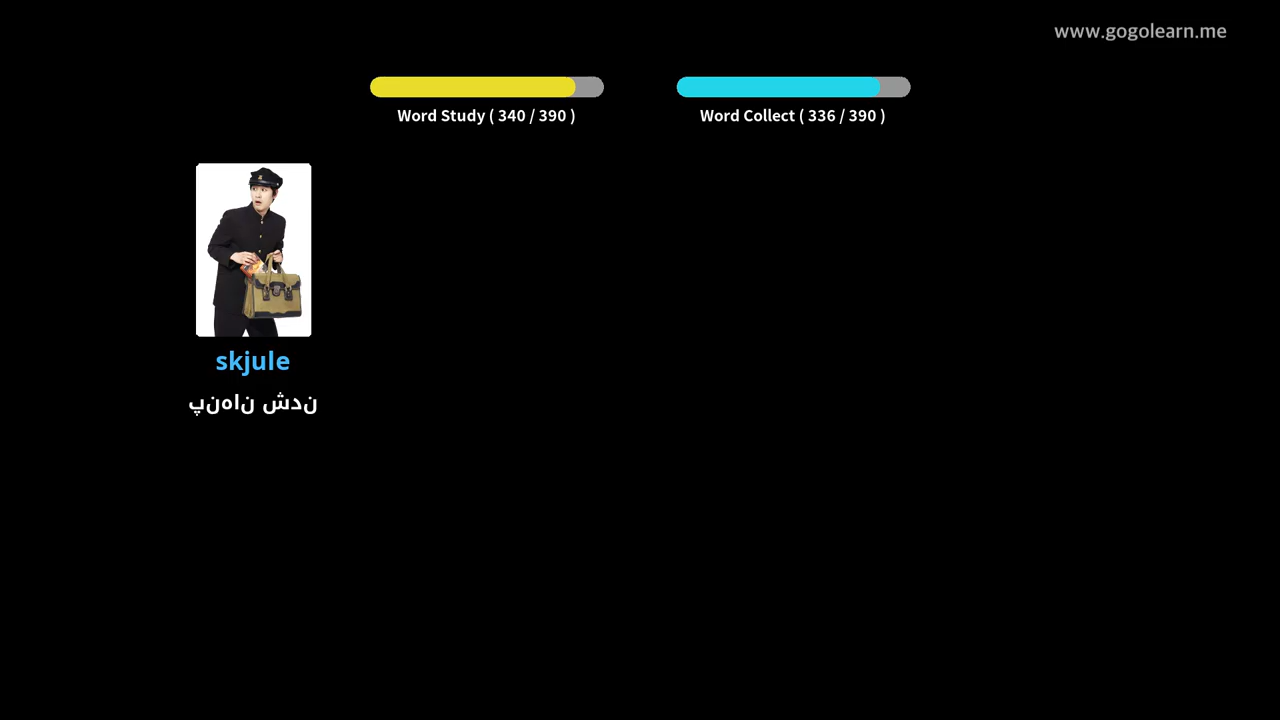 www.gogolearn.me
Word Study ( 340 / 390 )
Word Collect ( 336 / 390 )
skjule
پنهان شدن